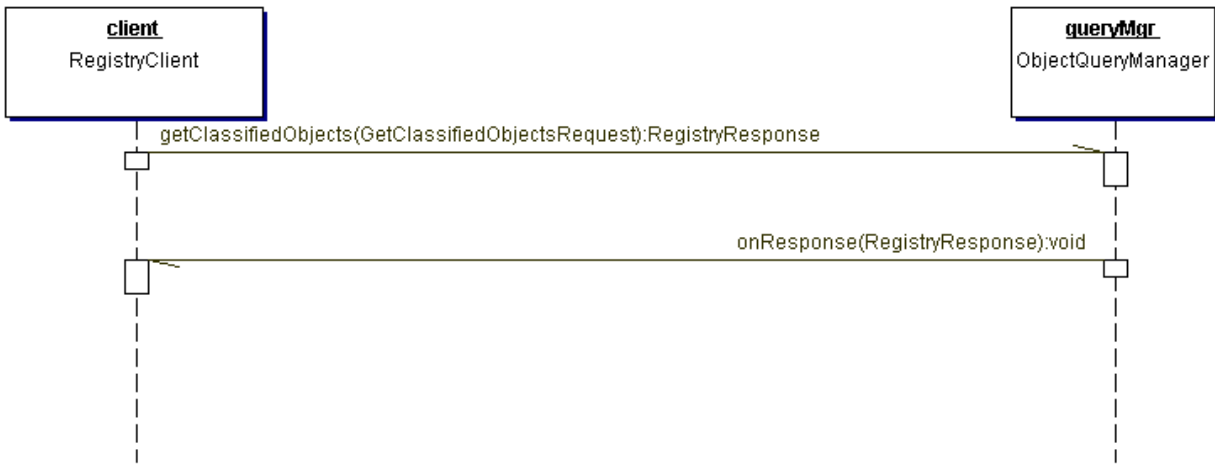 client
RegistryClient
queryMgr
ObjectQueryManager
getClassifiedObjects(GetClassifiedObjectsRequest):RegistryResponse
onResponse(RegistryResponse):void